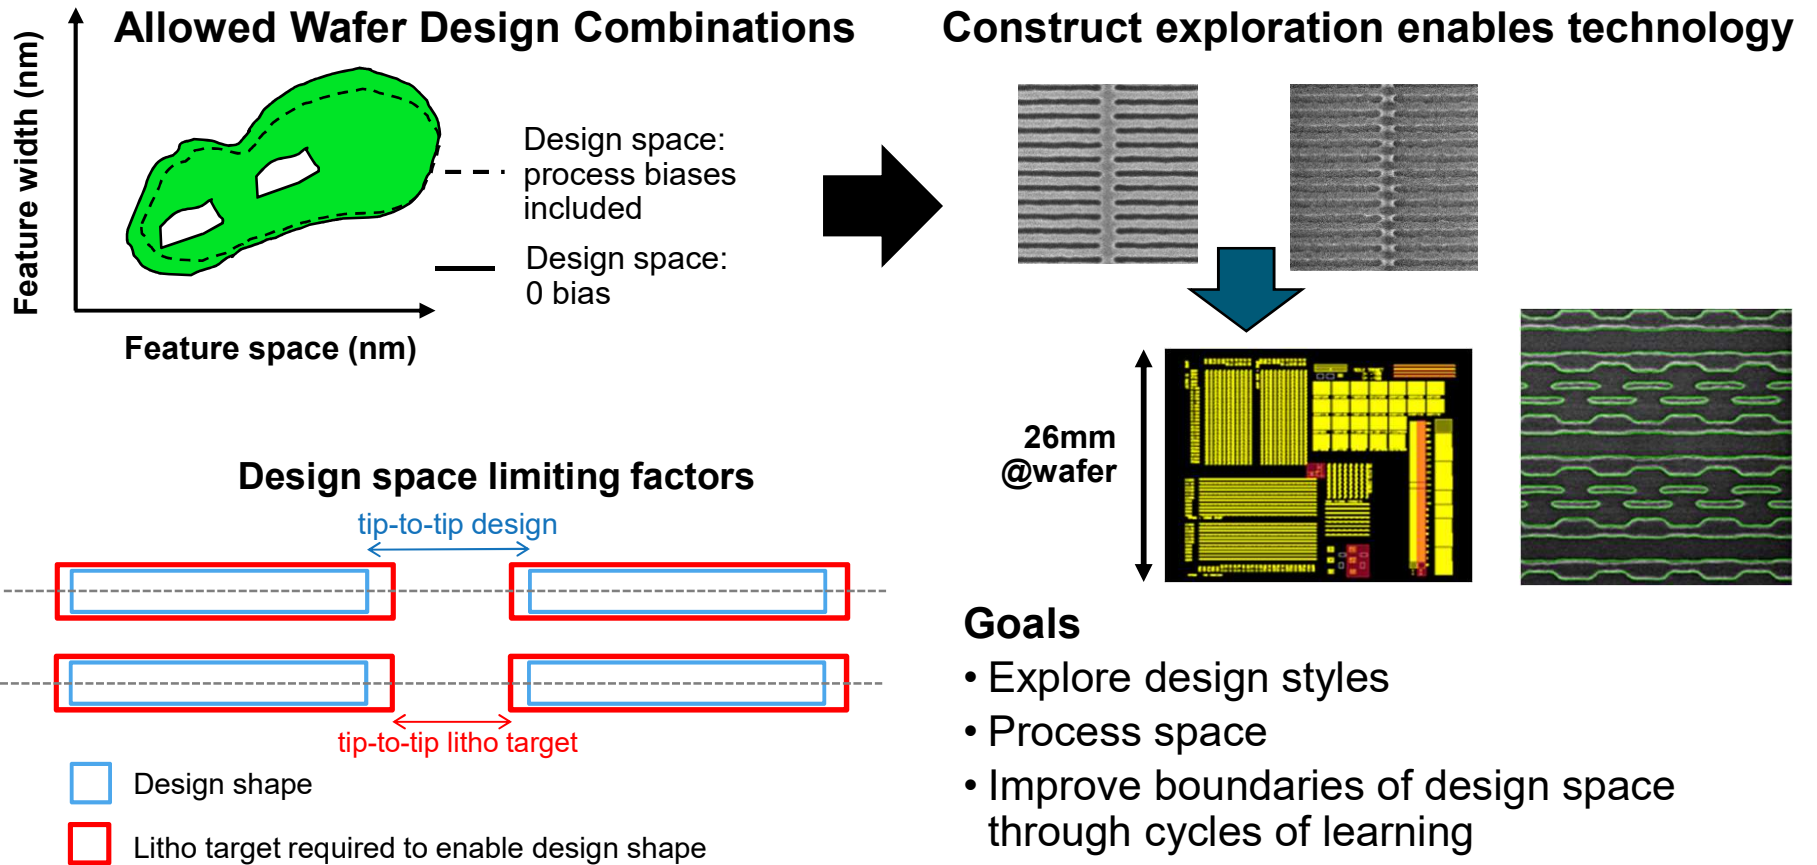 Allowed Wafer Design Combinations
Feature width (nm)
Feature space (nm)
Design space:
process biases
included
Design space:
0 bias
Construct exploration enables technology
26mm
@wafer
Design space limiting factors
tip-to-tip design
tip-to-tip litho target
Design shape
Litho target required to enable design shape
Goals
• Explore design styles
• Process space
• Improve boundaries of design space
through cycles of learning